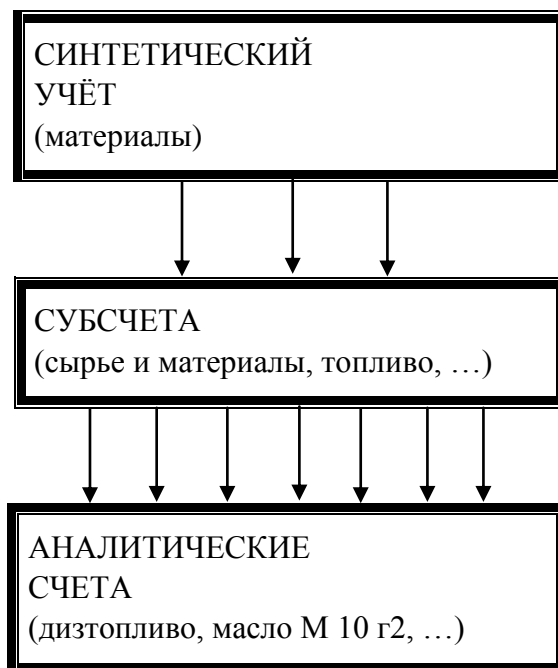 СИНТЕТИЧЕСКИЙ
УЧЁТ
(материалы)
СУБСЧЕТА
(сырье и материалы, топливо, …)
АНАЛИТИЧЕСКИЕ
СЧЕТА
(дизтопливо, масло М 10 г2, …)